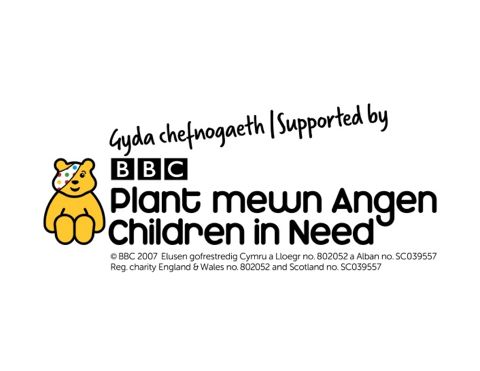 Gyda chefnogaeth | Supported by
BBC
Plant mewn Angen
Children in Need
© BBC 2007 Elusen gofrestredig Cymru a Lloegr no. 802052 a Alban no. SC039557
Reg. charity England & Wales no. 802052 and Scotland no. SC039557